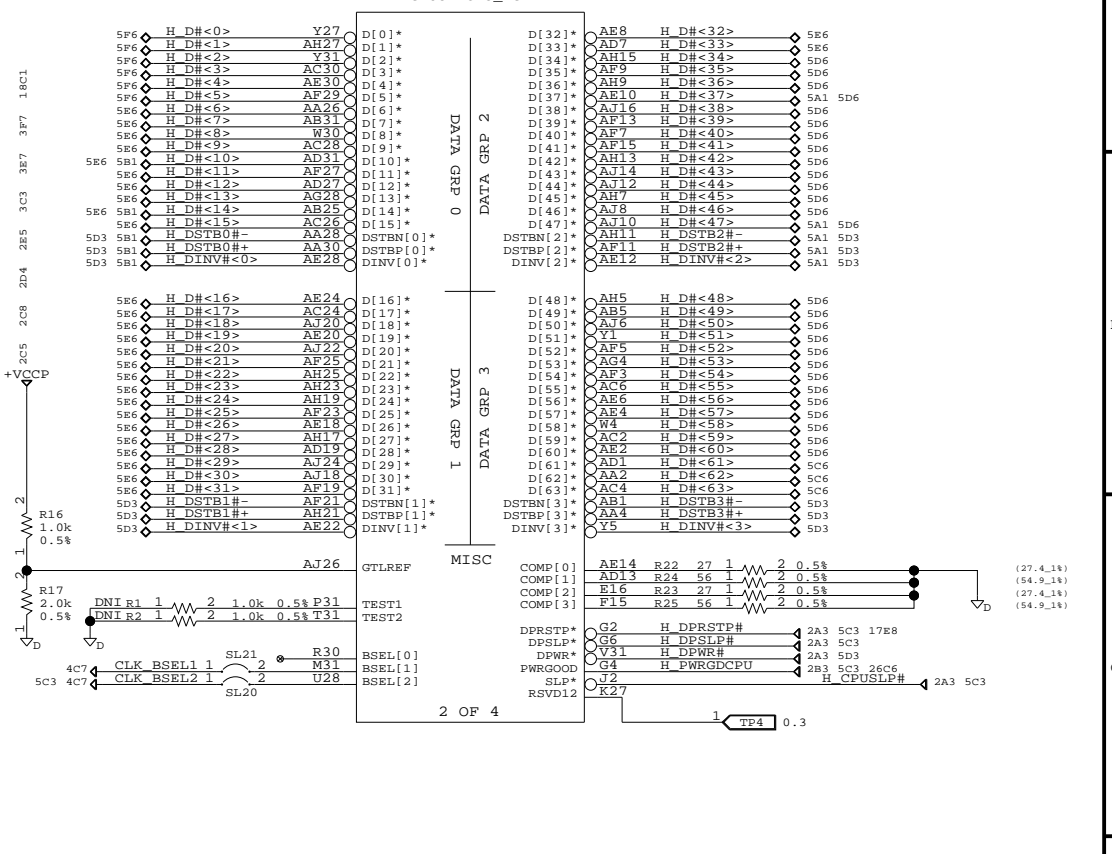 5F6 H_D#<0> Y27 D[0]* D[32]* AE8 H_D#<32> 5E6
5F6 H_D#<1> AH27 D[1]* D[33]* AD7 H_D#<33> 5E6
5F6 H_D#<2> Y31 D[2]* D[34]* AH15 H_D#<34> 5D6
5F6 H_D#<3> AC30 D[3]* D[35]* AF9 H_D#<35> 5D6
5F6 H_D#<4> AE30 D[4]* D[36]* AH9 H_D#<36> 5D6
5F6 H_D#<5> AF29 D[5]* D[37]* AE10 H_D#<37> 5A1 5D6
5E6 H_D#<6> AA26 D[6]* D[38]* AJ16 H_D#<38> 5D6
5E6 H_D#<7> AB31 D[7]* D[39]* AF13 H_D#<39> 5D6
5E6 H_D#<8> W30 D[8]* D[40]* AF7 H_D#<40> 5D6
5E6 H_D#<9> AC28 D[9]* D[41]* AF15 H_D#<41> 5D6
5E6 5B1 H_D#<10> AD31 D[10]* D[42]* AH13 H_D#<42> 5D6
5E6 H_D#<11> AF27 D[11]* D[43]* AJ14 H_D#<43> 5D6
5E6 H_D#<12> AD27 D[12]* D[44]* AJ12 H_D#<44> 5D6
5E6 H_D#<13> AG28 D[13]* D[45]* AH7 H_D#<45> 5D6
5E6 5B1 H_D#<14> AB25 D[14]* D[46]* AJ8 H_D#<46> 5D6
5E6 H_D#<15> AC26 D[15]* D[47]* AJ10 H_D#<47> 5A1 5D6
5D3 5B1 H_DSTB0#- AA28 DSTBN[0]* DSTBN[2]* AH11 H_DSTB2#- 5A1 5D3
5D3 5B1 H_DSTB0#+ AA30 DSTBP[0]* DSTBP[2]* AF11 H_DSTB2#+ 5A1 5D3
5D3 5B1 H_DINV#<0> AE28 DINV[0]* DINV[2]* AE12 H_DINV#<2> 5A1 5D3
DATA GRP 0
DATA GRP 2
5E6 H_D#<16> AE24 D[16]* D[48]* AH5 H_D#<48> 5D6
5E6 H_D#<17> AC24 D[17]* D[49]* AB5 H_D#<49> 5D6
5E6 H_D#<18> AJ20 D[18]* D[50]* AJ6 H_D#<50> 5D6
5E6 H_D#<19> AE20 D[19]* D[51]* Y1 H_D#<51> 5D6
5E6 H_D#<20> AJ22 D[20]* D[52]* AF5 H_D#<52> 5D6
5E6 H_D#<21> AF25 D[21]* D[53]* AG4 H_D#<53> 5D6
5E6 H_D#<22> AH25 D[22]* D[54]* AF3 H_D#<54> 5D6
5E6 H_D#<23> AH23 D[23]* D[55]* AC6 H_D#<55> 5D6
5E6 H_D#<24> AH19 D[24]* D[56]* AE6 H_D#<56> 5D6
5E6 H_D#<25> AF23 D[25]* D[57]* AE4 H_D#<57> 5D6
5E6 H_D#<26> AE18 D[26]* D[58]* W4 H_D#<58> 5D6
5E6 H_D#<27> AH17 D[27]* D[59]* AC2 H_D#<59> 5D6
5E6 H_D#<28> AD19 D[28]* D[60]* AE2 H_D#<60> 5D6
5E6 H_D#<29> AJ24 D[29]* D[61]* AD1 H_D#<61> 5C6
5E6 H_D#<30> AJ18 D[30]* D[62]* AA2 H_D#<62> 5C6
5E6 H_D#<31> AF19 D[31]* D[63]* AC4 H_D#<63> 5C6
5D3 H_DSTB1#- AF21 DSTBN[1]* DSTBN[3]* AB1 H_DSTB3#- 5D3
5D3 H_DSTB1#+ AH21 DSTBP[1]* DSTBP[3]* AA4 H_DSTB3#+ 5D3
5D3 H_DINV#<1> AE22 DINV[1]* DINV[3]* Y5 H_DINV#<3> 5D3
DATA GRP 1
DATA GRP 3
2C5 2C8 2D4 2E5 3C3 3E7 3F7 18C1
+VCCP
2
R16
1.0k
0.5%
1
MISC
AJ26 GTLREF
2
R17
2.0k
0.5%
1
D
COMP[0] AE14 R22 27 1 2 0.5% (27.4_1%)
COMP[1] AD13 R24 56 1 2 0.5% (54.9_1%)
COMP[2] E16 R23 27 1 2 0.5% (27.4_1%)
COMP[3] F15 R25 56 1 2 0.5% (54.9_1%)
D
DNI R1 1 2 1.0k 0.5% P31 TEST1
DNI R2 1 2 1.0k 0.5% T31 TEST2
D
DPRSTP* G2 H_DPRSTP# 2A3 5C3 17E8
DPSLP* G6 H_DPSLP# 2A3 5C3
DPWR* V31 H_DPWR# 2A3 5D3
PWRGOOD G4 H_PWRGDCPU 2B3 5C3 26C6
SLP* J2 H_CPUSLP# 2A3 5C3
RSVD12 K27
R30 BSEL[0]
4C7 CLK_BSEL1 1 SL21 2 M31 BSEL[1]
5C3 4C7 CLK_BSEL2 1 SL20 2 U28 BSEL[2]
2 OF 4
1 TP4 0.3